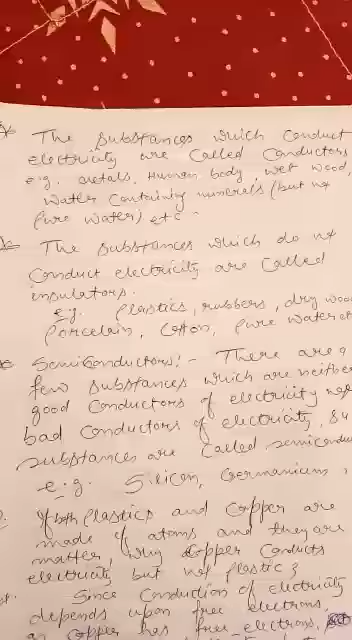 The substances which conduct
electricity are called conductors
e.g. metals, Human body, wet wood,
water containing minerals (but not
pure water) etc.
The substances which do not
conduct electricity are called
insulators.
e.g. Plastics, rubbers, dry wood
Porcelain, Cotton, Pure water et
Semiconductors:- There are a
few substances which are neither
good conductors of electricity nor
bad conductors of electricity, su
substances are called semicondu
e.g. Silicon, Germanium,
If both Plastics and Copper are
made of atoms and they are
matter, why copper conducts
electricity but not plastic?
Since conduction of electricity
depends upon free electrons,
as Copper has free electrons,